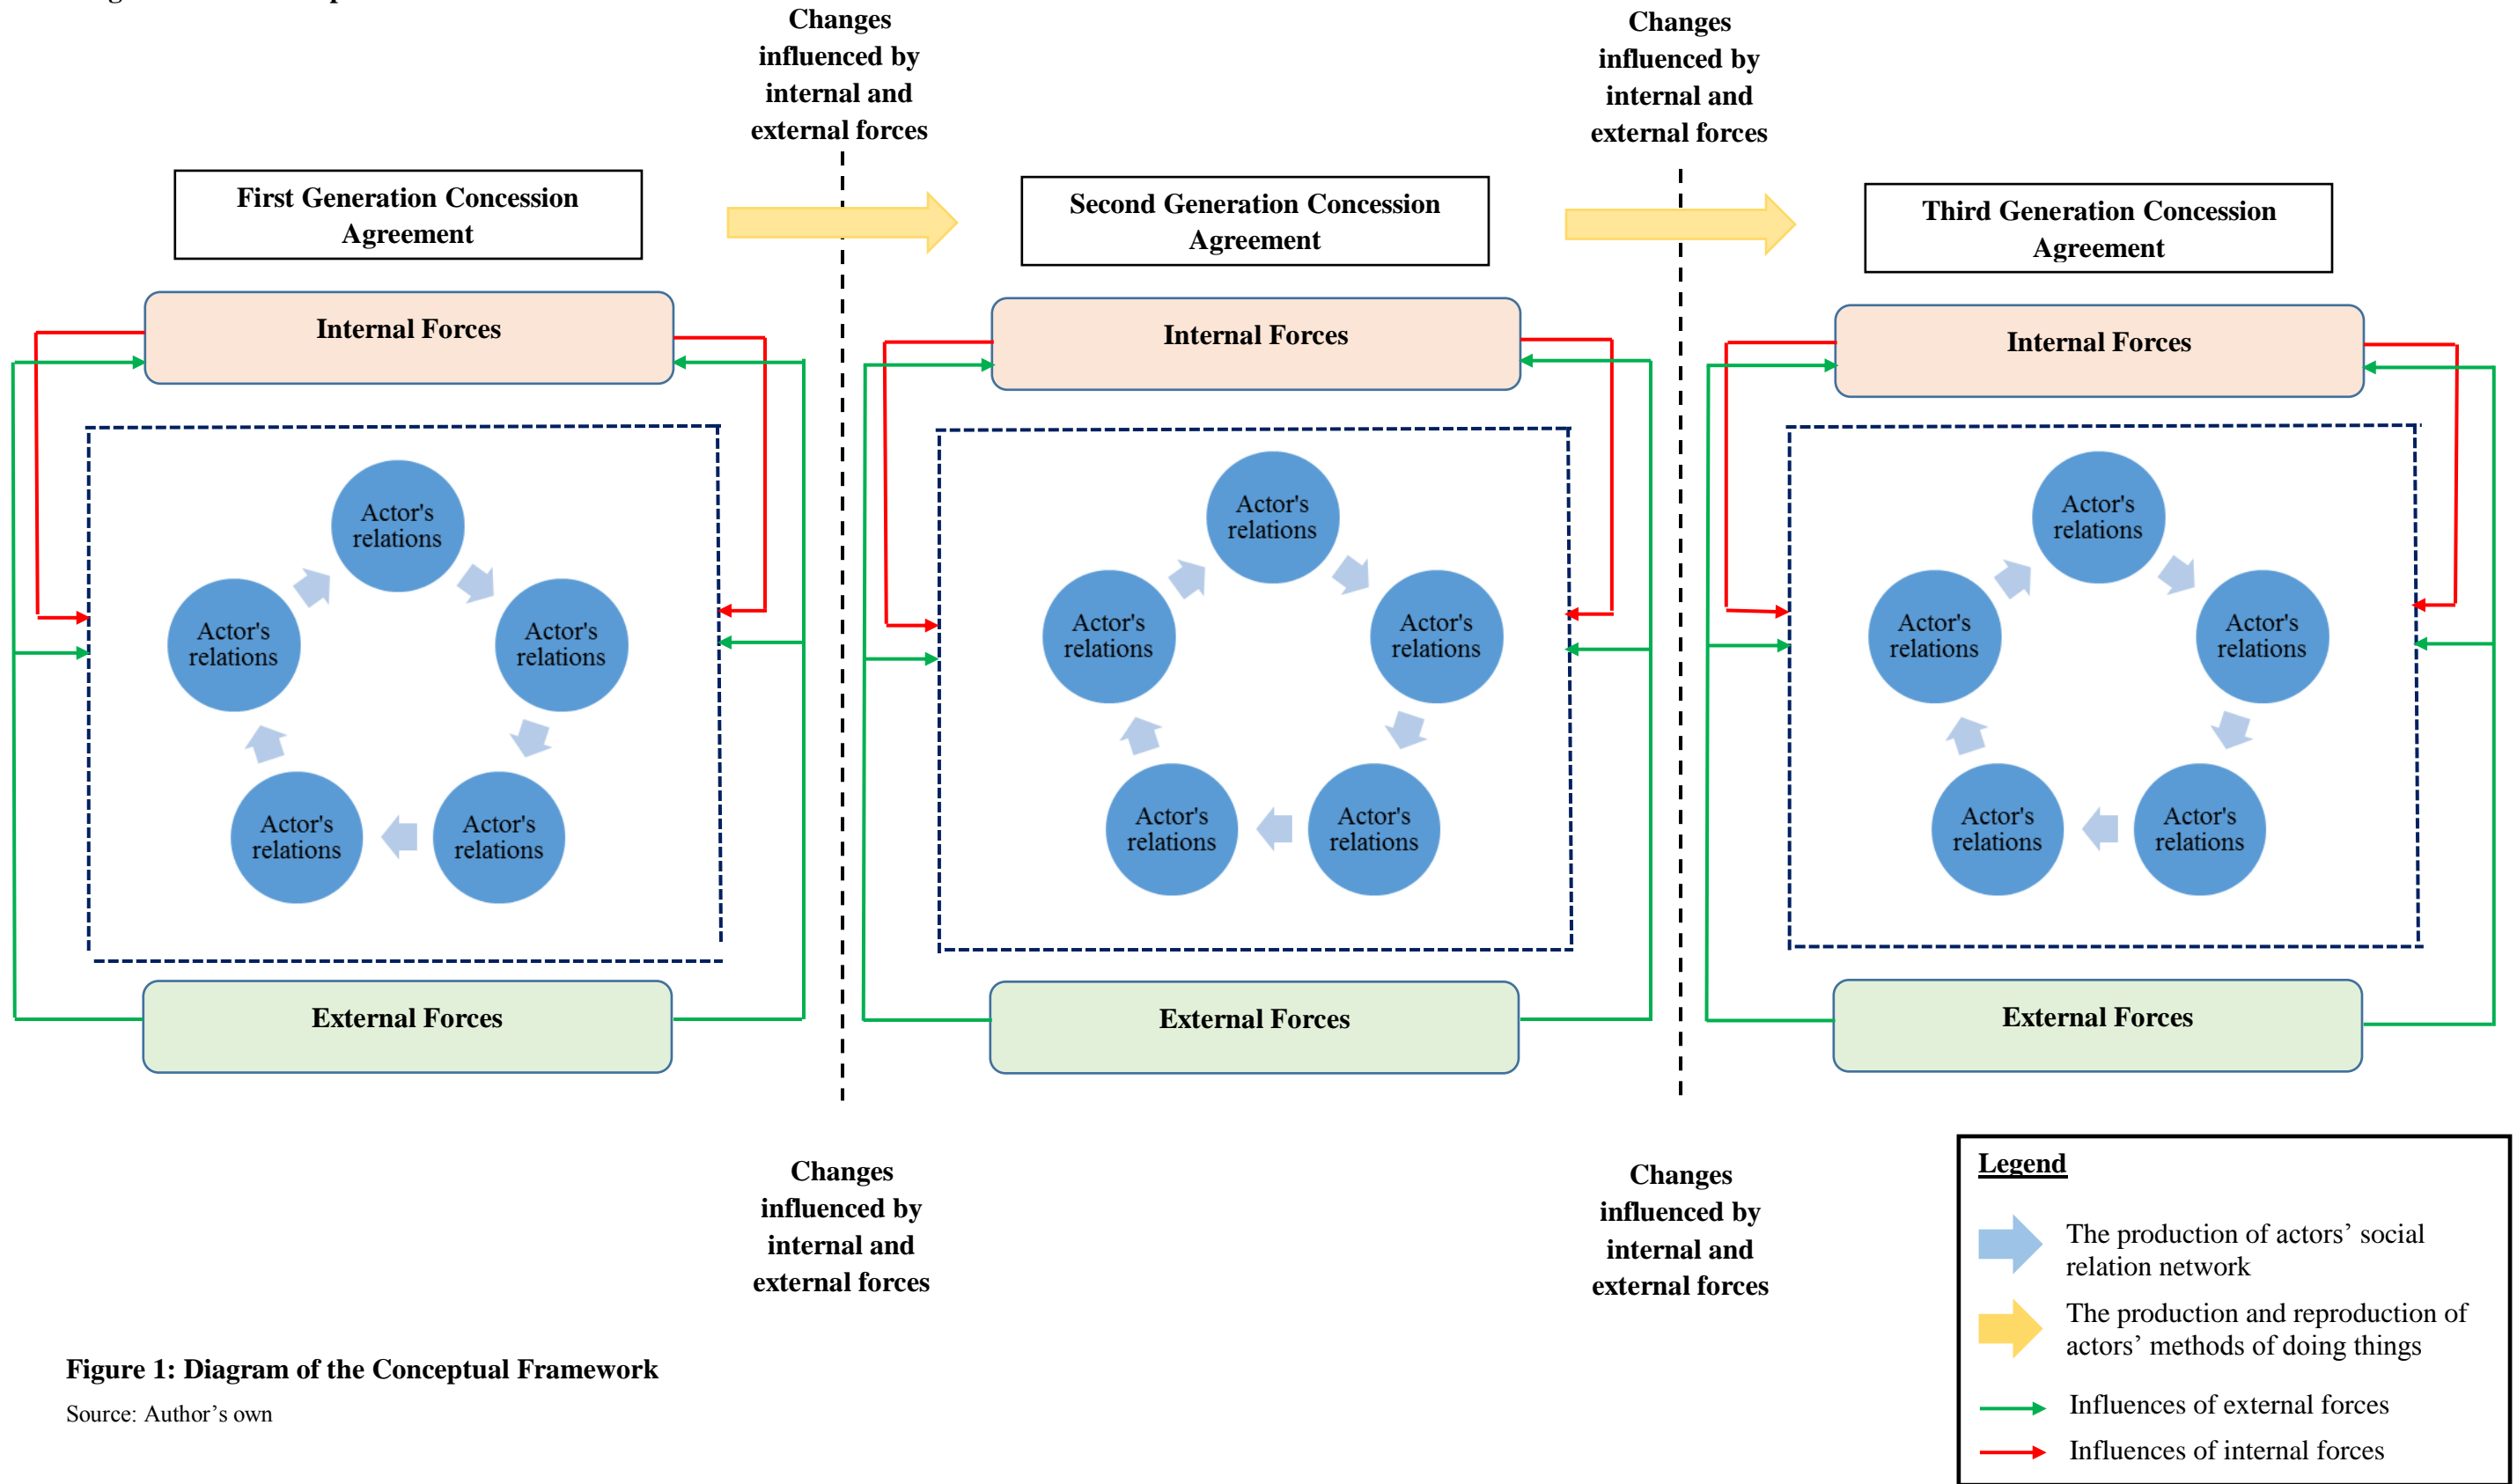 Changes
influenced by
internal and
external forces
Changes
influenced by
internal and
external forces
First Generation Concession
Agreement
Second Generation Concession
Agreement
Third Generation Concession
Agreement
Internal Forces
Internal Forces
Internal Forces
Actor's
relations
Actor's
relations
Actor's
relations
Actor's
relations
Actor's
relations
Actor's
relations
Actor's
relations
Actor's
relations
Actor's
relations
Actor's
relations
Actor's
relations
Actor's
relations
Actor's
relations
Actor's
relations
Actor's
relations
External Forces
External Forces
External Forces
Changes
influenced by
internal and
external forces
Changes
influenced by
internal and
external forces
Legend
The production of actors’ social
relation network
The production and reproduction of
actors’ methods of doing things
Influences of external forces
Influences of internal forces
Figure 1: Diagram of the Conceptual Framework
Source: Author’s own